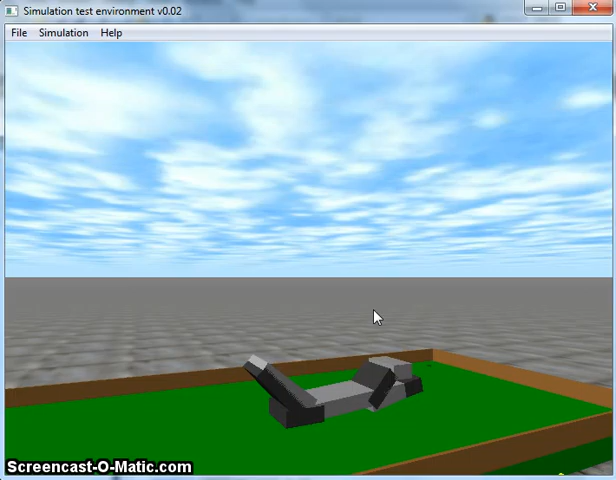 Simulation test environment v0.02
File Simulation Help
Screencast-O-Matic.com